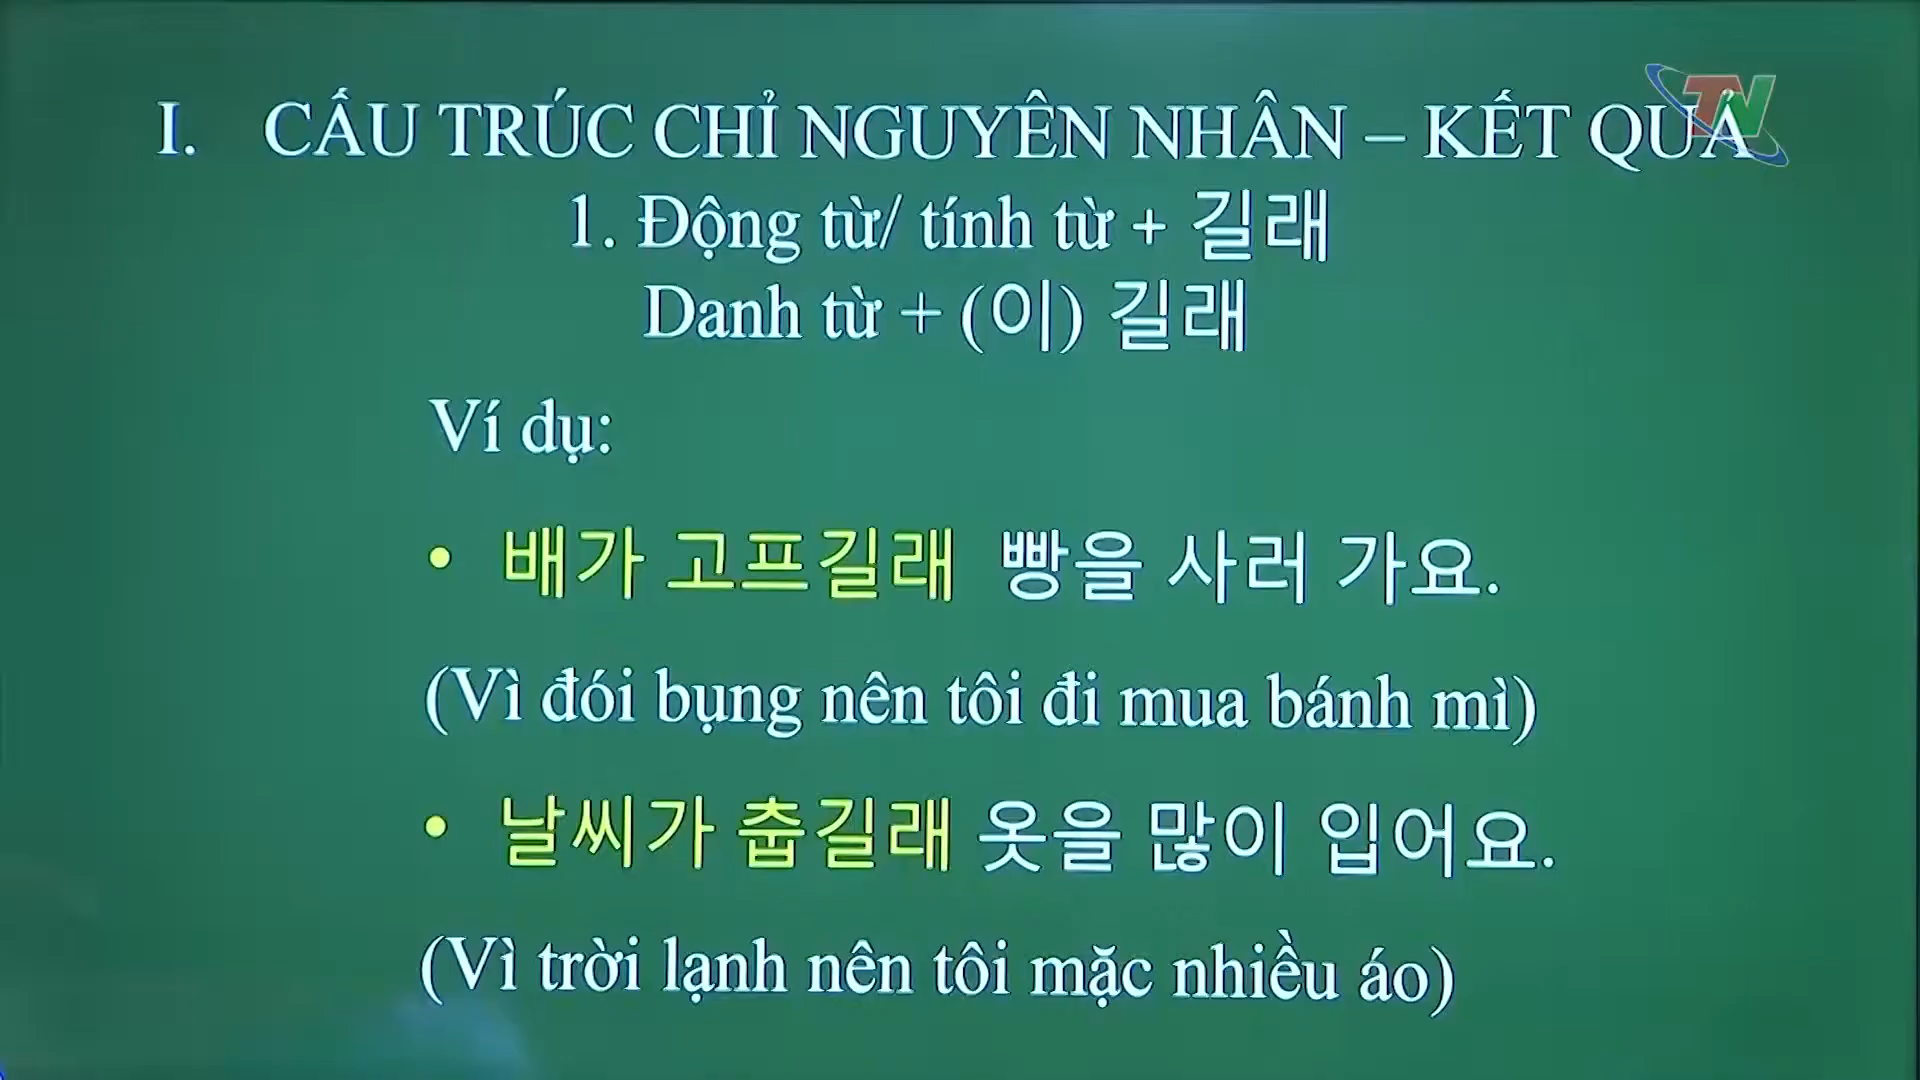 TN
I. CẤU TRÚC CHỈ NGUYÊN NHÂN – KẾT QUẢ
1. Động từ/ tính từ + 길래
Danh từ + (이) 길래
Ví dụ:
• 배가 고프길래 빵을 사러 가요.
(Vì đói bụng nên tôi đi mua bánh mì)
• 날씨가 춥길래 옷을 많이 입어요.
(Vì trời lạnh nên tôi mặc nhiều áo)